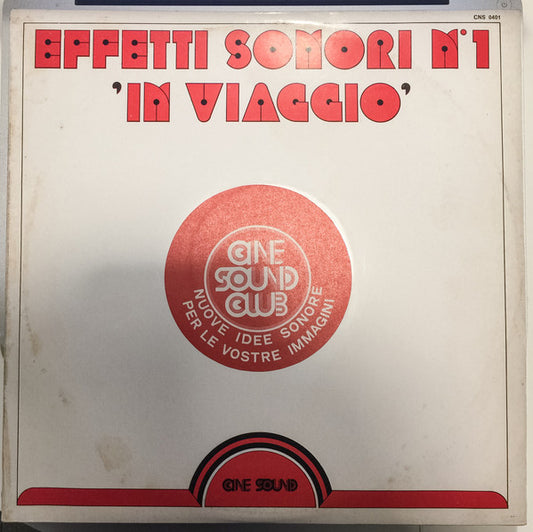 CNS 0401
EFFETTI SONORI N°1
'IN VIAGGIO'
CINE
SOUND
CLUB
NUOVE IDEE SONORE
PER LE VOSTRE IMMAGINI
CINE SOUND